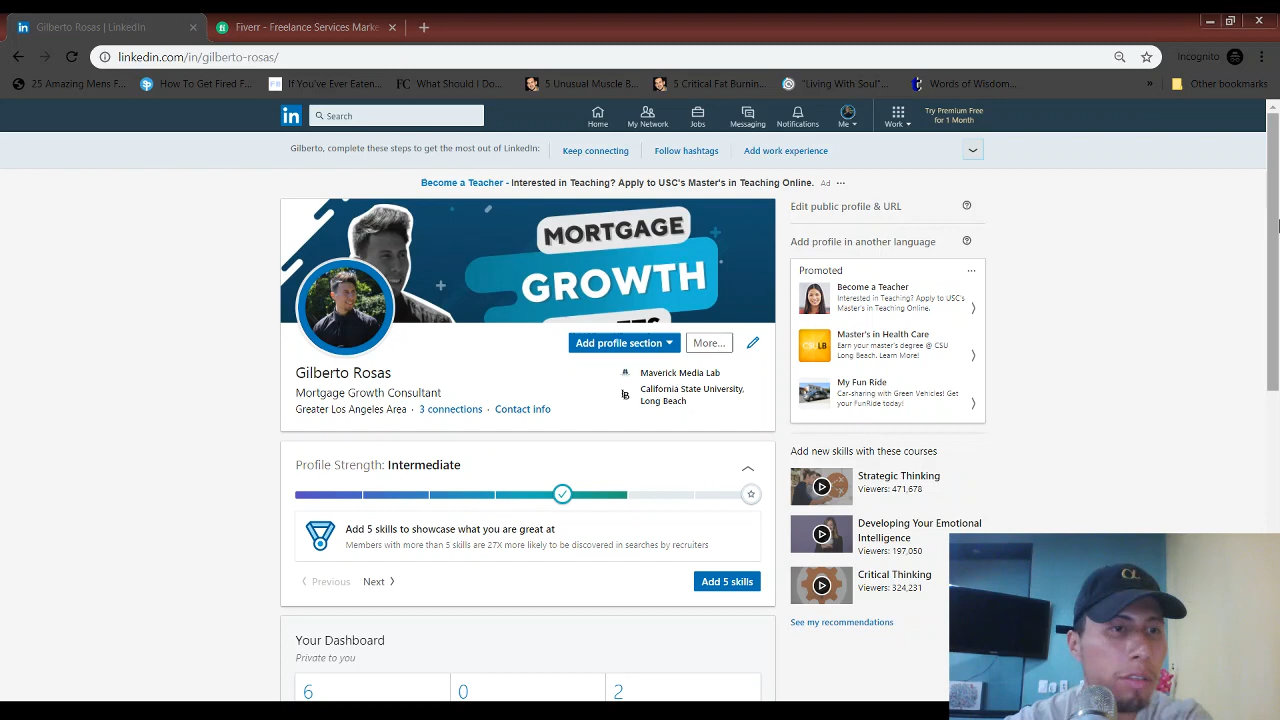 Gilberto Rosas | LinkedIn
Fiverr - Freelance Services Marke
linkedin.com/in/gilberto-rosas/
Incognito
25 Amazing Mens F...
How To Get Fired F...
If You've Ever Eaten...
FC What Should I Do...
5 Unusual Muscle B...
5 Critical Fat Burnin...
"Living With Soul"...
Words of Wisdom...
» Other bookmarks
in
Search
Home
My Network
Jobs
Messaging
Notifications
Me
Work
Try Premium Free
for 1 Month
Gilberto, complete these steps to get the most out of LinkedIn:
Keep connecting
Follow hashtags
Add work experience
Become a Teacher - Interested in Teaching? Apply to USC's Master's in Teaching Online. Ad ...
MORTGAGE
GROWTH
Add profile section
More...
Gilberto Rosas
Mortgage Growth Consultant
Greater Los Angeles Area · 3 connections · Contact info
Maverick Media Lab
California State University,
Long Beach
Profile Strength: Intermediate
Add 5 skills to showcase what you are great at
Members with more than 5 skills are 27X more likely to be discovered in searches by recruiters
Previous
Next
Add 5 skills
Your Dashboard
Private to you
6
0
2
Edit public profile & URL
Add profile in another language
Promoted
...
Become a Teacher
Interested in Teaching? Apply to USC's
Master's in Teaching Online.
CSULB
Master's in Health Care
Earn your master's degree @ CSU
Long Beach. Learn More!
My Fun Ride
Car-sharing with Green Vehicles! Get
your FunRide today!
Add new skills with these courses
Strategic Thinking
Viewers: 471,678
Developing Your Emotional
Intelligence
Viewers: 197,050
Critical Thinking
Viewers: 324,231
See my recommendations